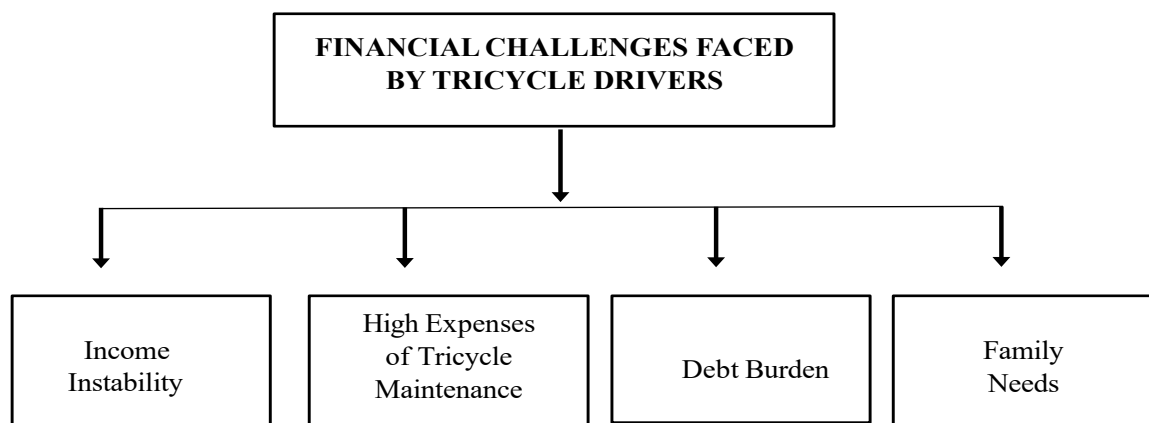 FINANCIAL CHALLENGES FACED
BY TRICYCLE DRIVERS
Income
Instability
High Expenses
of Tricycle
Maintenance
Debt Burden
Family
Needs